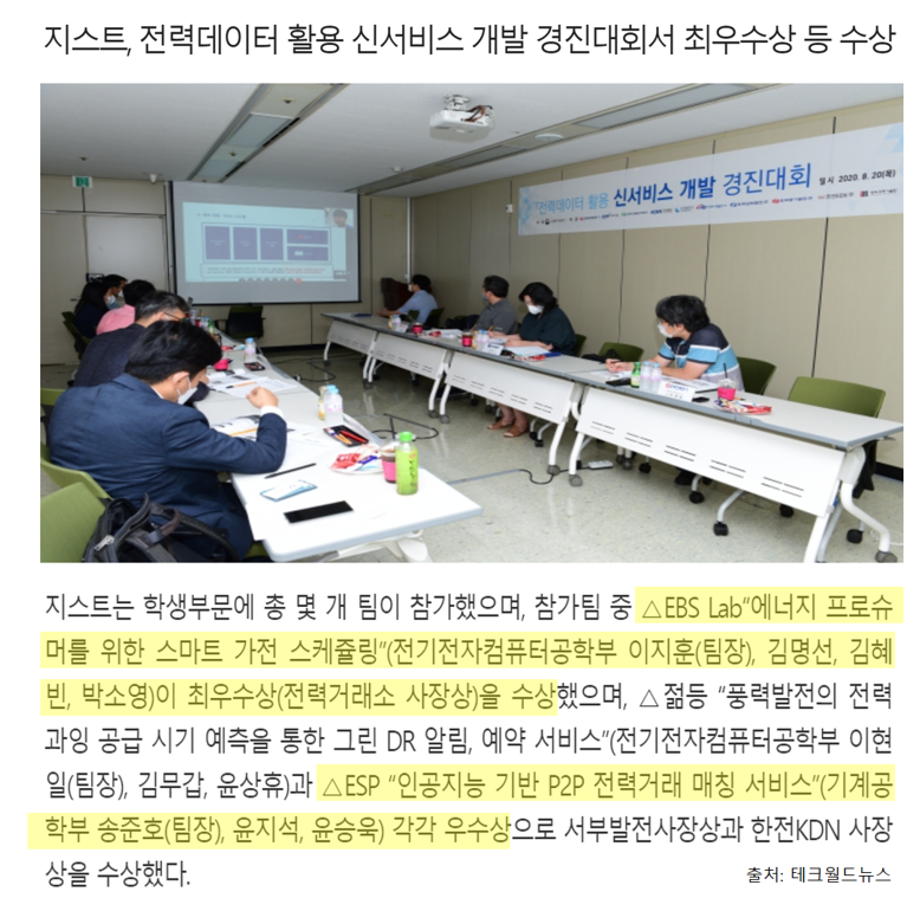 지스트, 전력데이터 활용 신서비스 개발 경진대회서 최우수상 등 수상
전력데이터 활용 신서비스 개발 경진대회
일시 2020. 8. 20(목)
지스트는 학생부문에 총 몇 개 팀이 참가했으며, 참가팀 중 △EBS Lab“에너지 프로슈
머를 위한 스마트 가전 스케쥴링”(전기전자컴퓨터공학부 이지훈(팀장), 김명선, 김혜
빈, 박소영)이 최우수상(전력거래소 사장상)을 수상했으며, △젊등 “풍력발전의 전력
과잉 공급 시기 예측을 통한 그린 DR 알림, 예약 서비스”(전기전자컴퓨터공학부 이현
일(팀장), 김무갑, 윤상휴)과 △ESP “인공지능 기반 P2P 전력거래 매칭 서비스”(기계공
학부 송준호(팀장), 윤지석, 윤승욱) 각각 우수상으로 서부발전사장상과 한전KDN 사장
상을 수상했다.
출처: 테크월드뉴스